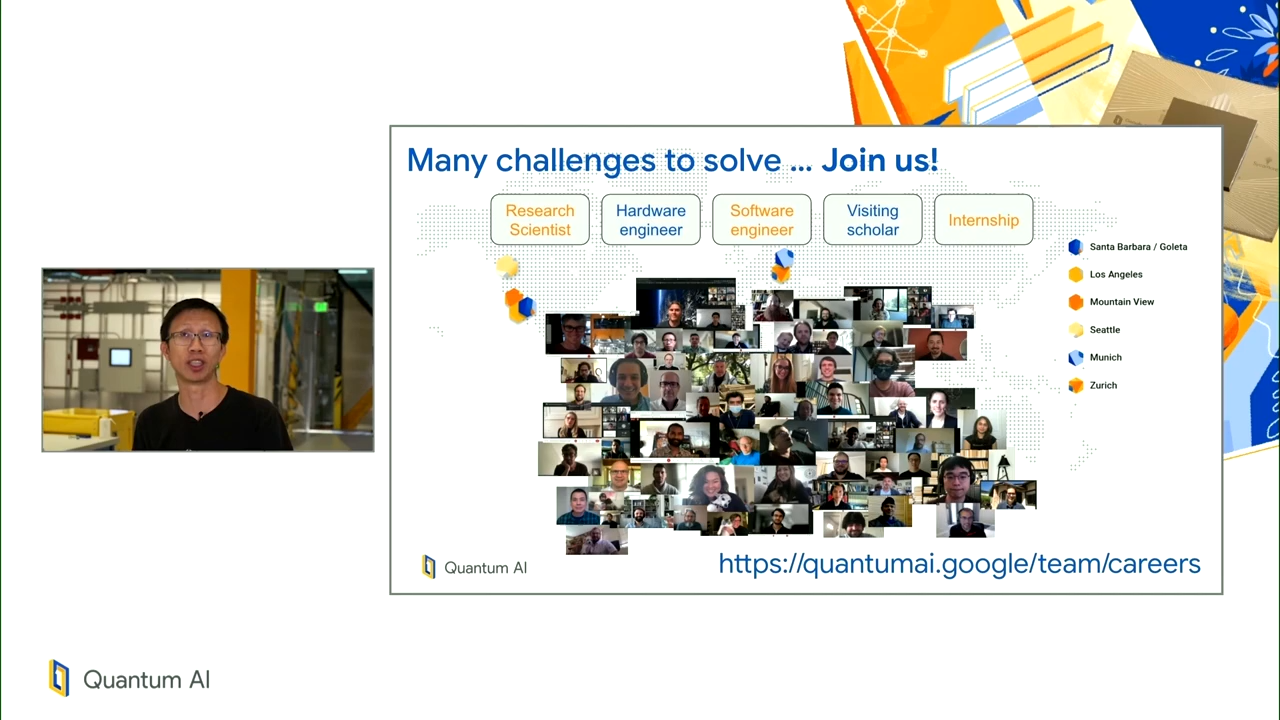 Many challenges to solve ... Join us!
Research
Scientist
Hardware
engineer
Software
engineer
Visiting
scholar
Internship
Santa Barbara / Goleta
Los Angeles
Mountain View
Seattle
Munich
Zurich
Quantum AI
https://quantumai.google/team/careers
Quantum AI